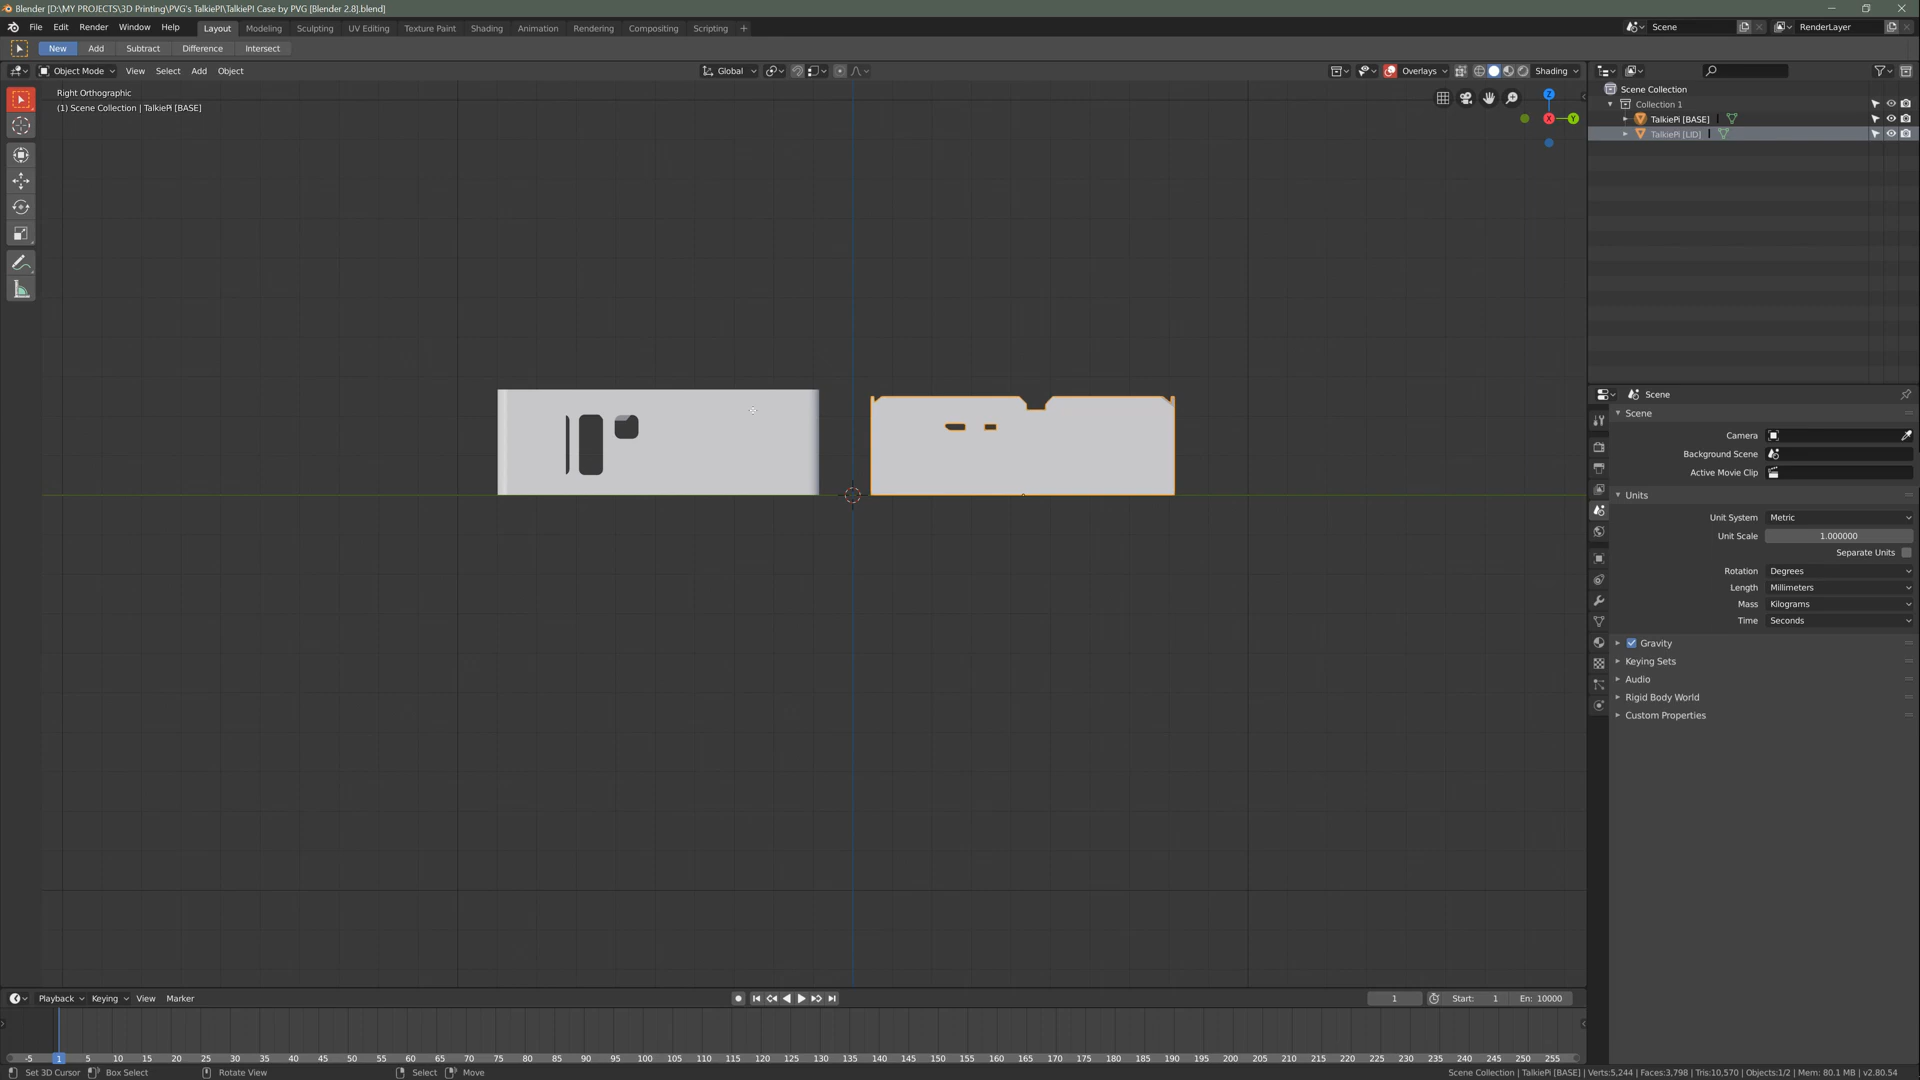 Blender [D:\MY PROJECTS\3D Printing\PVG's TalkiePI\TalkiePI Case by PVG [Blender 2.8].blend]
File Edit Render Window Help Layout Modeling Sculpting UV Editing Texture Paint Shading Animation Rendering Compositing Scripting + Scene RenderLayer
New Add Subtract Difference Intersect
Object Mode View Select Add Object Global Overlays Shading
Right Orthographic
(1) Scene Collection | TalkiePi [BASE]
Z
X
Y
Scene Collection
Collection 1
TalkiePi [BASE]
TalkiePi [LID]
Scene
Scene
Camera
Background Scene
Active Movie Clip
Units
Unit System Metric
Unit Scale 1.000000
Separate Units
Rotation Degrees
Length Millimeters
Mass Kilograms
Time Seconds
Gravity
Keying Sets
Audio
Rigid Body World
Custom Properties
Playback Keying View Marker 1 Start: 1 En: 10000
-5 1 5 10 15 20 25 30 35 40 45 50 55 60 65 70 75 80 85 90 95 100 105 110 115 120 125 130 135 140 145 150 155 160 165 170 175 180 185 190 195 200 205 210 215 220 225 230 235 240 245 250 255
Set 3D Cursor Box Select Rotate View Select Move Scene Collection | TalkiePi [BASE] | Verts:5,244 | Faces:3,798 | Tris:10,570 | Objects:1/2 | Mem: 80.1 MB | v2.80.54